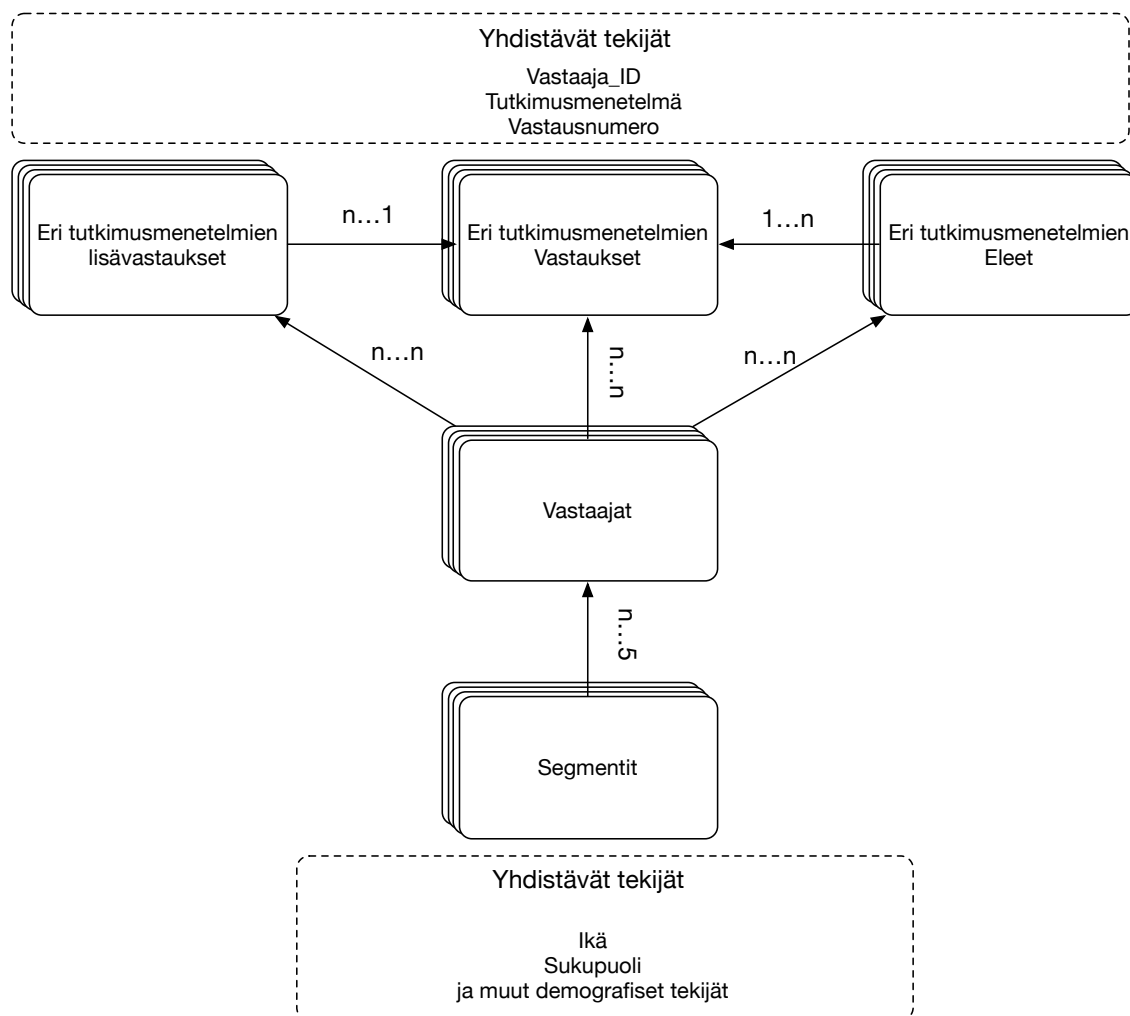 Yhdistävät tekijät
Vastaaja_ID
Tutkimusmenetelmä
Vastausnumero
Eri tutkimusmenetelmien
lisävastaukset
n...1
Eri tutkimusmenetelmien
Vastaukset
1...n
Eri tutkimusmenetelmien
Eleet
n...n
n...n
n...n
Vastaajat
n...5
Segmentit
Yhdistävät tekijät
Ikä
Sukupuoli
ja muut demografiset tekijät